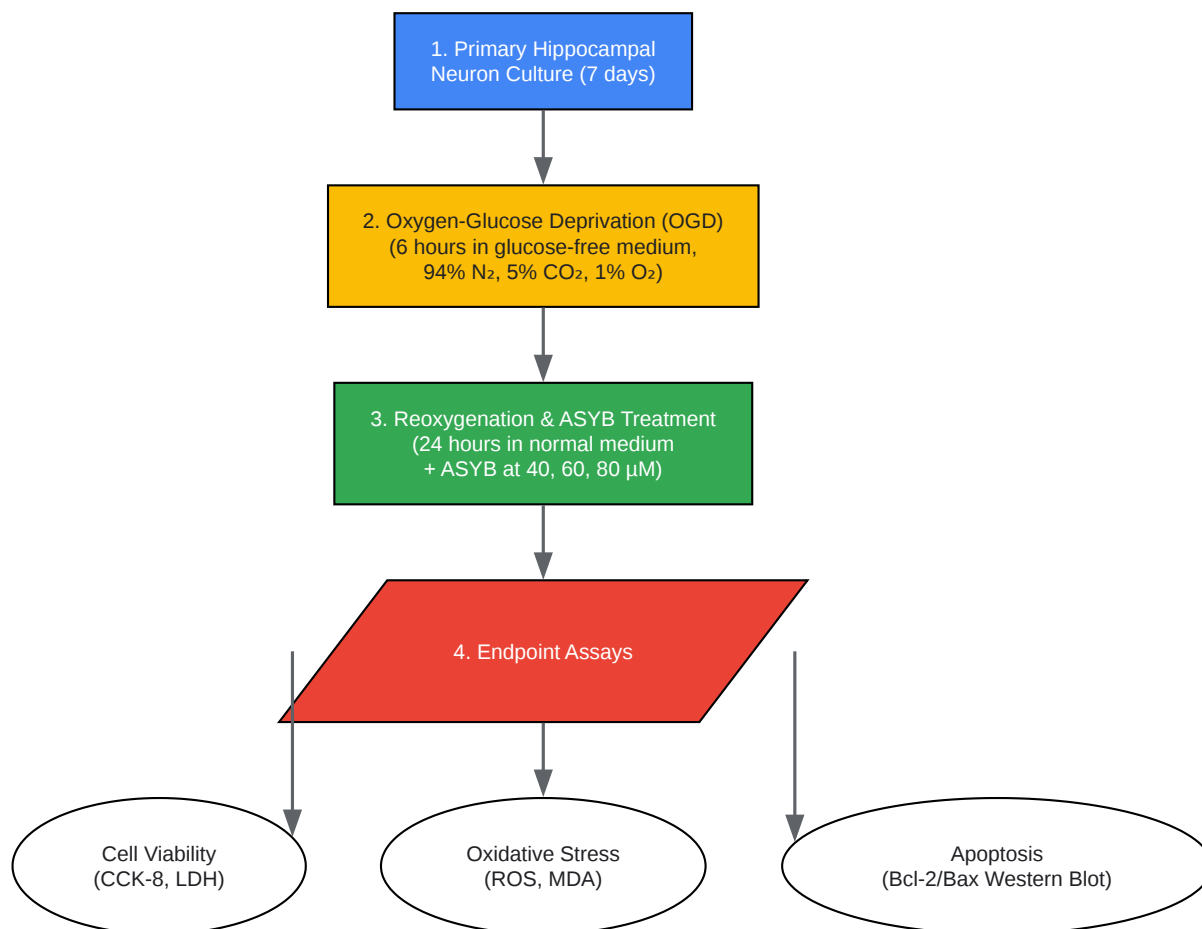 1. Primary Hippocampal
Neuron Culture (7 days)
2. Oxygen-Glucose Deprivation (OGD)
(6 hours in glucose-free medium,
94% N₂, 5% CO₂, 1% O₂)
3. Reoxygenation & ASYB Treatment
(24 hours in normal medium
+ ASYB at 40, 60, 80 µM)
4. Endpoint Assays
Cell Viability
(CCK-8, LDH)
Oxidative Stress
(ROS, MDA)
Apoptosis
(Bcl-2/Bax Western Blot)